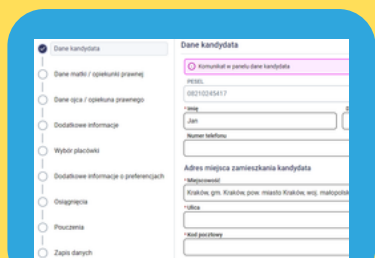 Dane kandydata
Dane matki / opiekunki prawnej
Dane ojca / opiekuna prawnego
Dodatkowe informacje
Wybór placówki
Dodatkowe informacje o preferencjach
Osiągnięcia
Pouczenia
Zapis danych
Dane kandydata
Komunikat w panelu dane kandydata
PESEL
08210245417
*Imię
Jan
Numer telefonu
Adres miejsca zamieszkania kandydata
*Miejscowość
Kraków, gm. Kraków, pow. miasto Kraków, woj. małopolsk
*Ulica
*Kod pocztowy